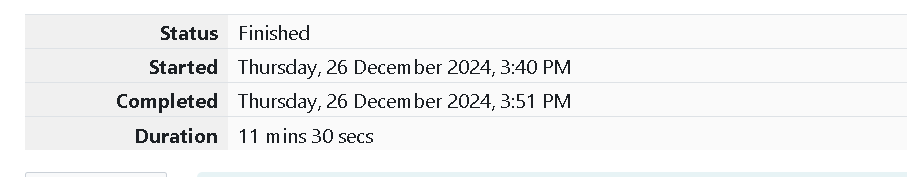 Status Finished
Started Thursday, 26 December 2024, 3:40 PM
Completed Thursday, 26 December 2024, 3:51 PM
Duration 11 mins 30 secs